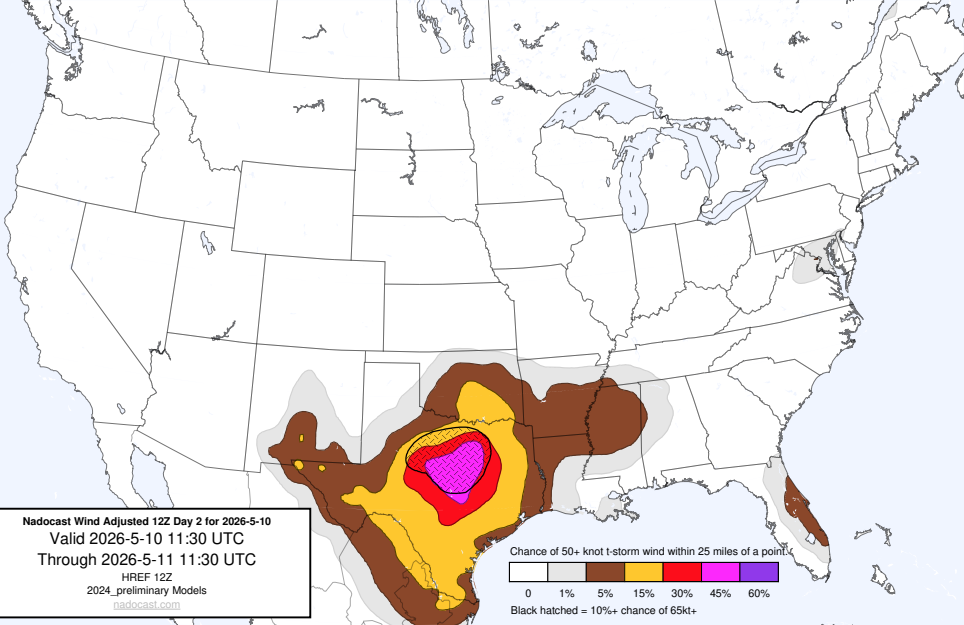 Nadocast Wind Adjusted 12Z Day 2 for 2026-5-10
Valid 2026-5-10 11:30 UTC
Through 2026-5-11 11:30 UTC
HREF 12Z
2024_preliminary Models
nadocast.com
Chance of 50+ knot t-storm wind within 25 miles of a point.
0 1% 5% 15% 30% 45% 60%
Black hatched = 10%+ chance of 65kt+